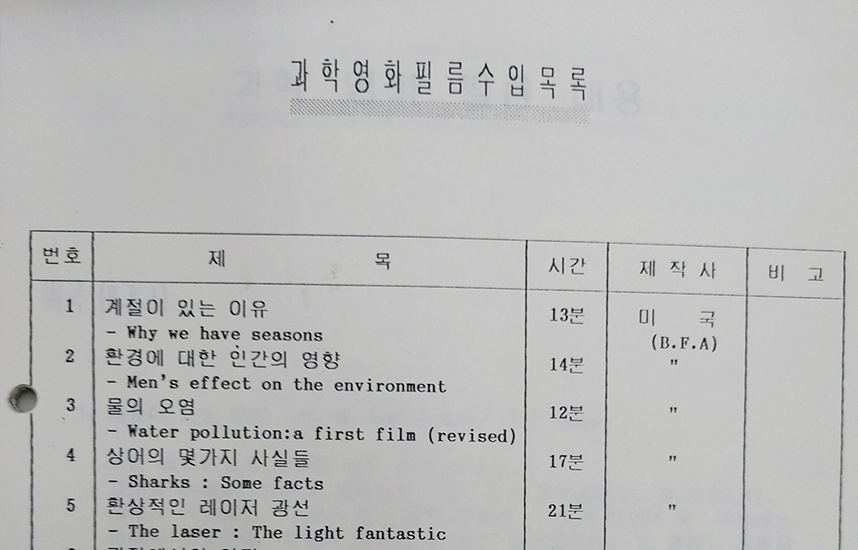 과학영화필름수입목록
번호 제 목 시간 제 작 사 비 고
1 계절이 있는 이유 13분 미 국
- Why we have seasons (B.F.A)
2 환경에 대한 인간의 영향 14분 "
- Men's effect on the environment
3 물의 오염 12분 "
- Water pollution:a first film (revised)
4 상어의 몇가지 사실들 17분 "
- Sharks : Some facts
5 환상적인 레이저 광선 21분 "
- The laser : The light fantastic